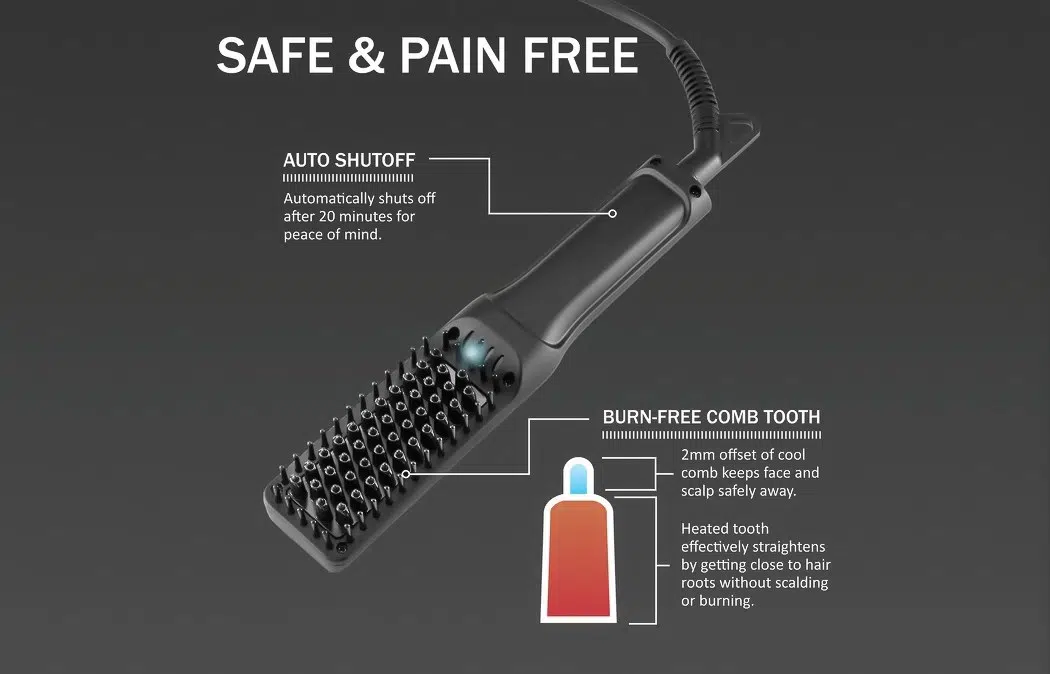 SAFE & PAIN FREE
AUTO SHUTOFF
Automatically shuts off
after 20 minutes for
peace of mind.
BURN-FREE COMB TOOTH
2mm offset of cool
comb keeps face and
scalp safely away.
Heated tooth
effectively straightens
by getting close to hair
roots without scalding
or burning.